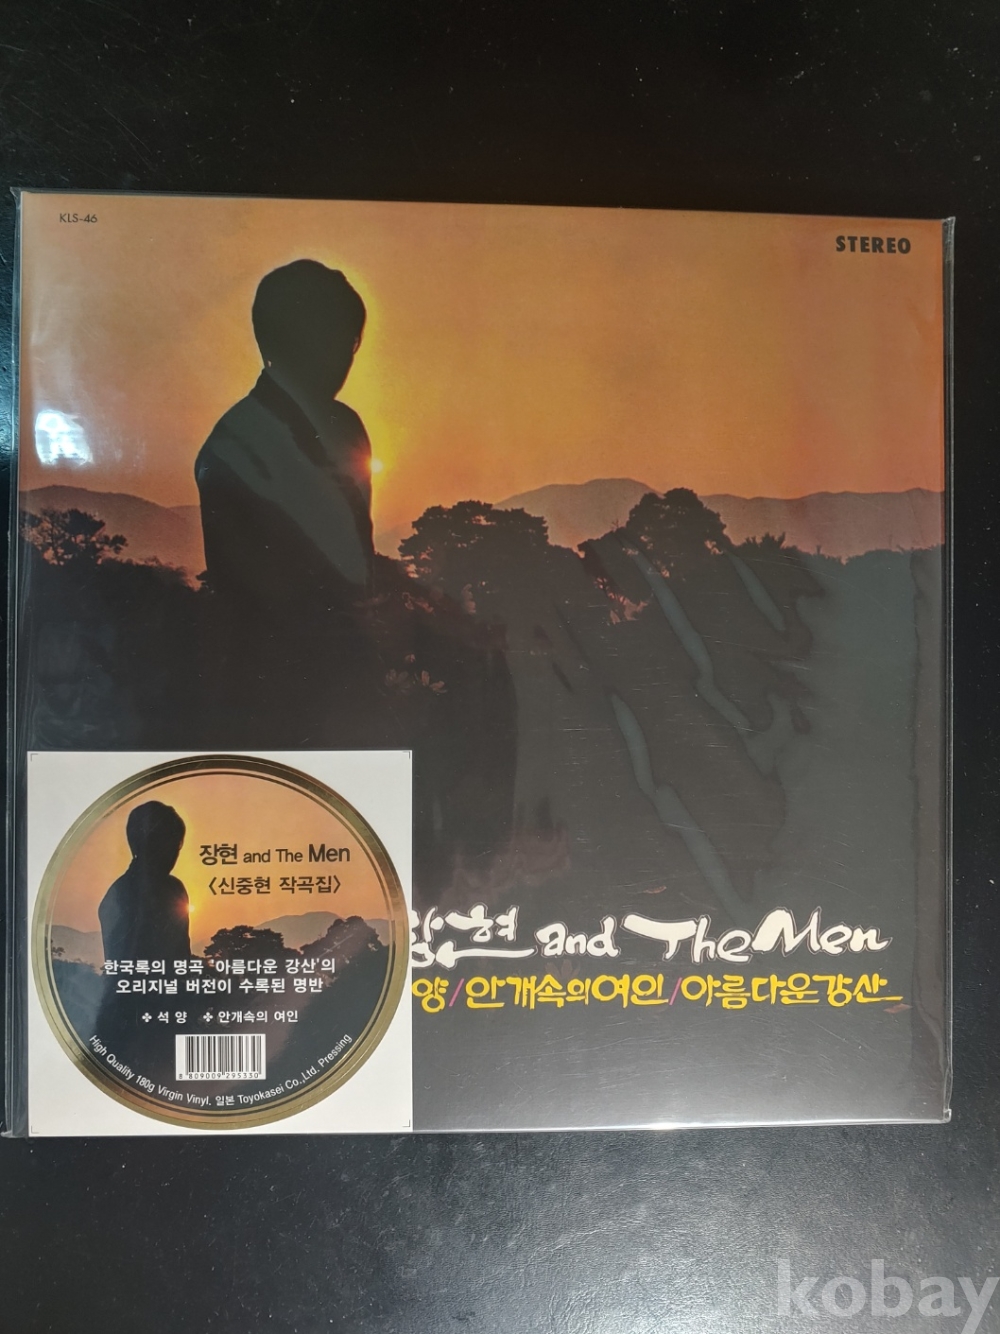 KLS-46
STEREO
장현 and The Men
양/안개속의여인/아름다운강산
장현 and The Men
〈신중현 작곡집〉
한국록의 명곡 '아름다운 강산'의
오리지널 버전이 수록된 명반
✤ 석 양 ✤ 안개속의 여인
8 809009 295330
High Quality 180g Virgin Vinyl. 일본 Toyokasei Co.,Ltd. Pressing
kobay